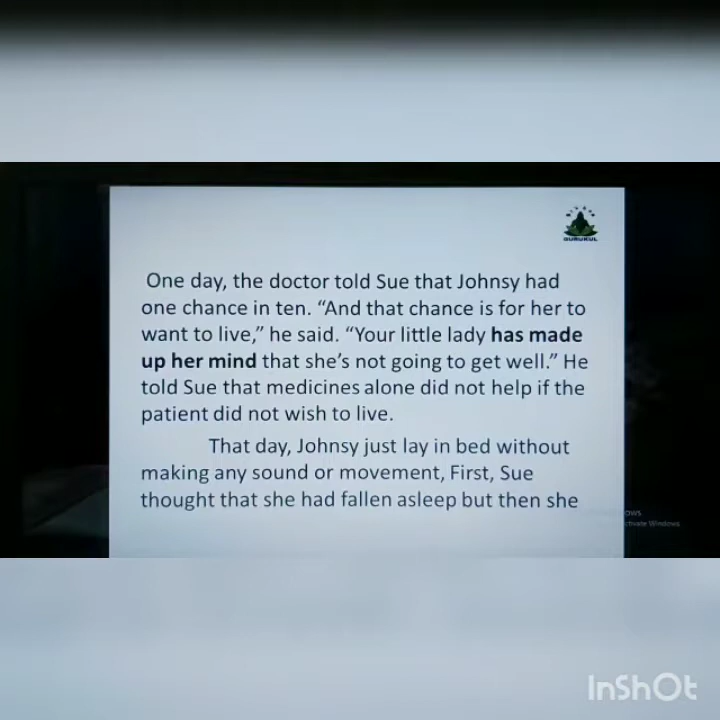 GURUKUL
One day, the doctor told Sue that Johnsy had
one chance in ten. “And that chance is for her to
want to live,” he said. “Your little lady has made
up her mind that she’s not going to get well.” He
told Sue that medicines alone did not help if the
patient did not wish to live.
That day, Johnsy just lay in bed without
making any sound or movement, First, Sue
thought that she had fallen asleep but then she
ows
ctivate Windows
InShOt